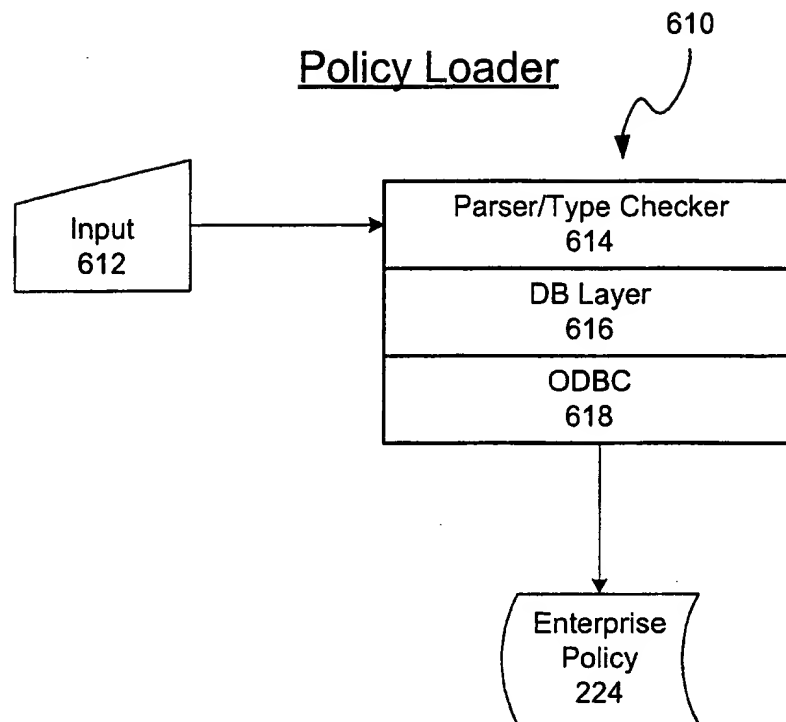 610
Policy Loader
Input
612
Parser/Type Checker
614
DB Layer
616
ODBC
618
Enterprise
Policy
224